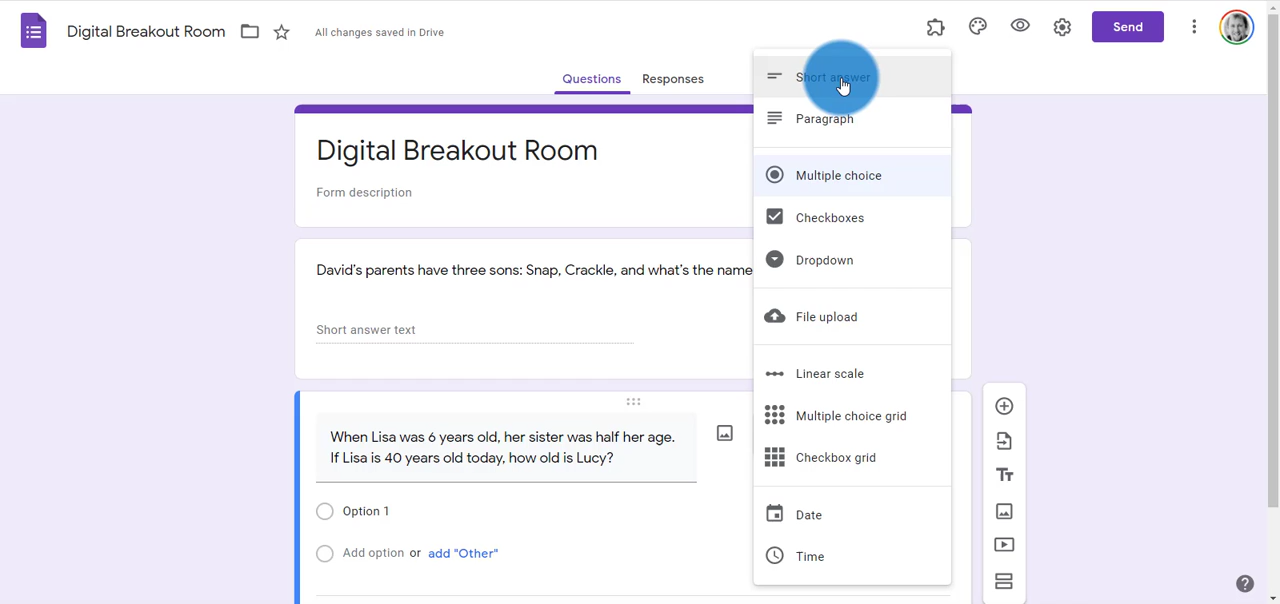 Digital Breakout Room
All changes saved in Drive
Send
Questions
Responses
Short answer
Paragraph
Multiple choice
Checkboxes
Dropdown
File upload
Linear scale
Multiple choice grid
Checkbox grid
Date
Time
Digital Breakout Room
Form description
David's parents have three sons: Snap, Crackle, and what's the name
Short answer text
When Lisa was 6 years old, her sister was half her age.
If Lisa is 40 years old today, how old is Lucy?
Option 1
Add option or add "Other"
Tт
?